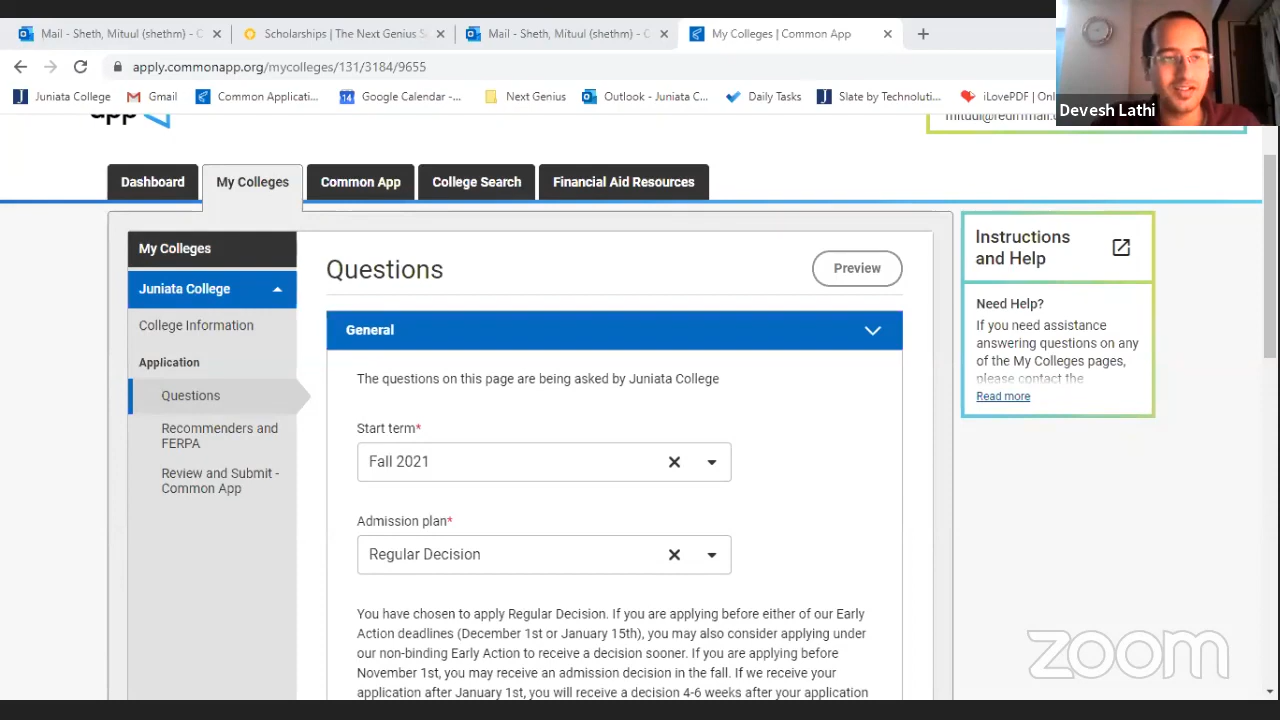 Mail - Sheth, Mituul (shethm) - C
Scholarships | The Next Genius S
Mail - Sheth, Mituul (shethm) - C
My Colleges | Common App
apply.commonapp.org/mycolleges/131/3184/9655
Juniata College
Gmail
Common Applicati...
Google Calendar -...
Next Genius
Outlook - Juniata C...
Daily Tasks
Slate by Technoluti...
iLovePDF | Onl
Devesh Lathi
app
Dashboard
My Colleges
Common App
College Search
Financial Aid Resources
My Colleges
Juniata College
College Information
Application
Questions
Recommenders and
FERPA
Review and Submit -
Common App
Questions
Preview
General
The questions on this page are being asked by Juniata College
Start term*
Fall 2021
Admission plan*
Regular Decision
You have chosen to apply Regular Decision. If you are applying before either of our Early
Action deadlines (December 1st or January 15th), you may also consider applying under
our non-binding Early Action to receive a decision sooner. If you are applying before
November 1st, you may receive an admission decision in the fall. If we receive your
application after January 1st, you will receive a decision 4-6 weeks after your application
Instructions
and Help
Need Help?
If you need assistance
answering questions on any
of the My Colleges pages,
please contact the
Read more
zoom